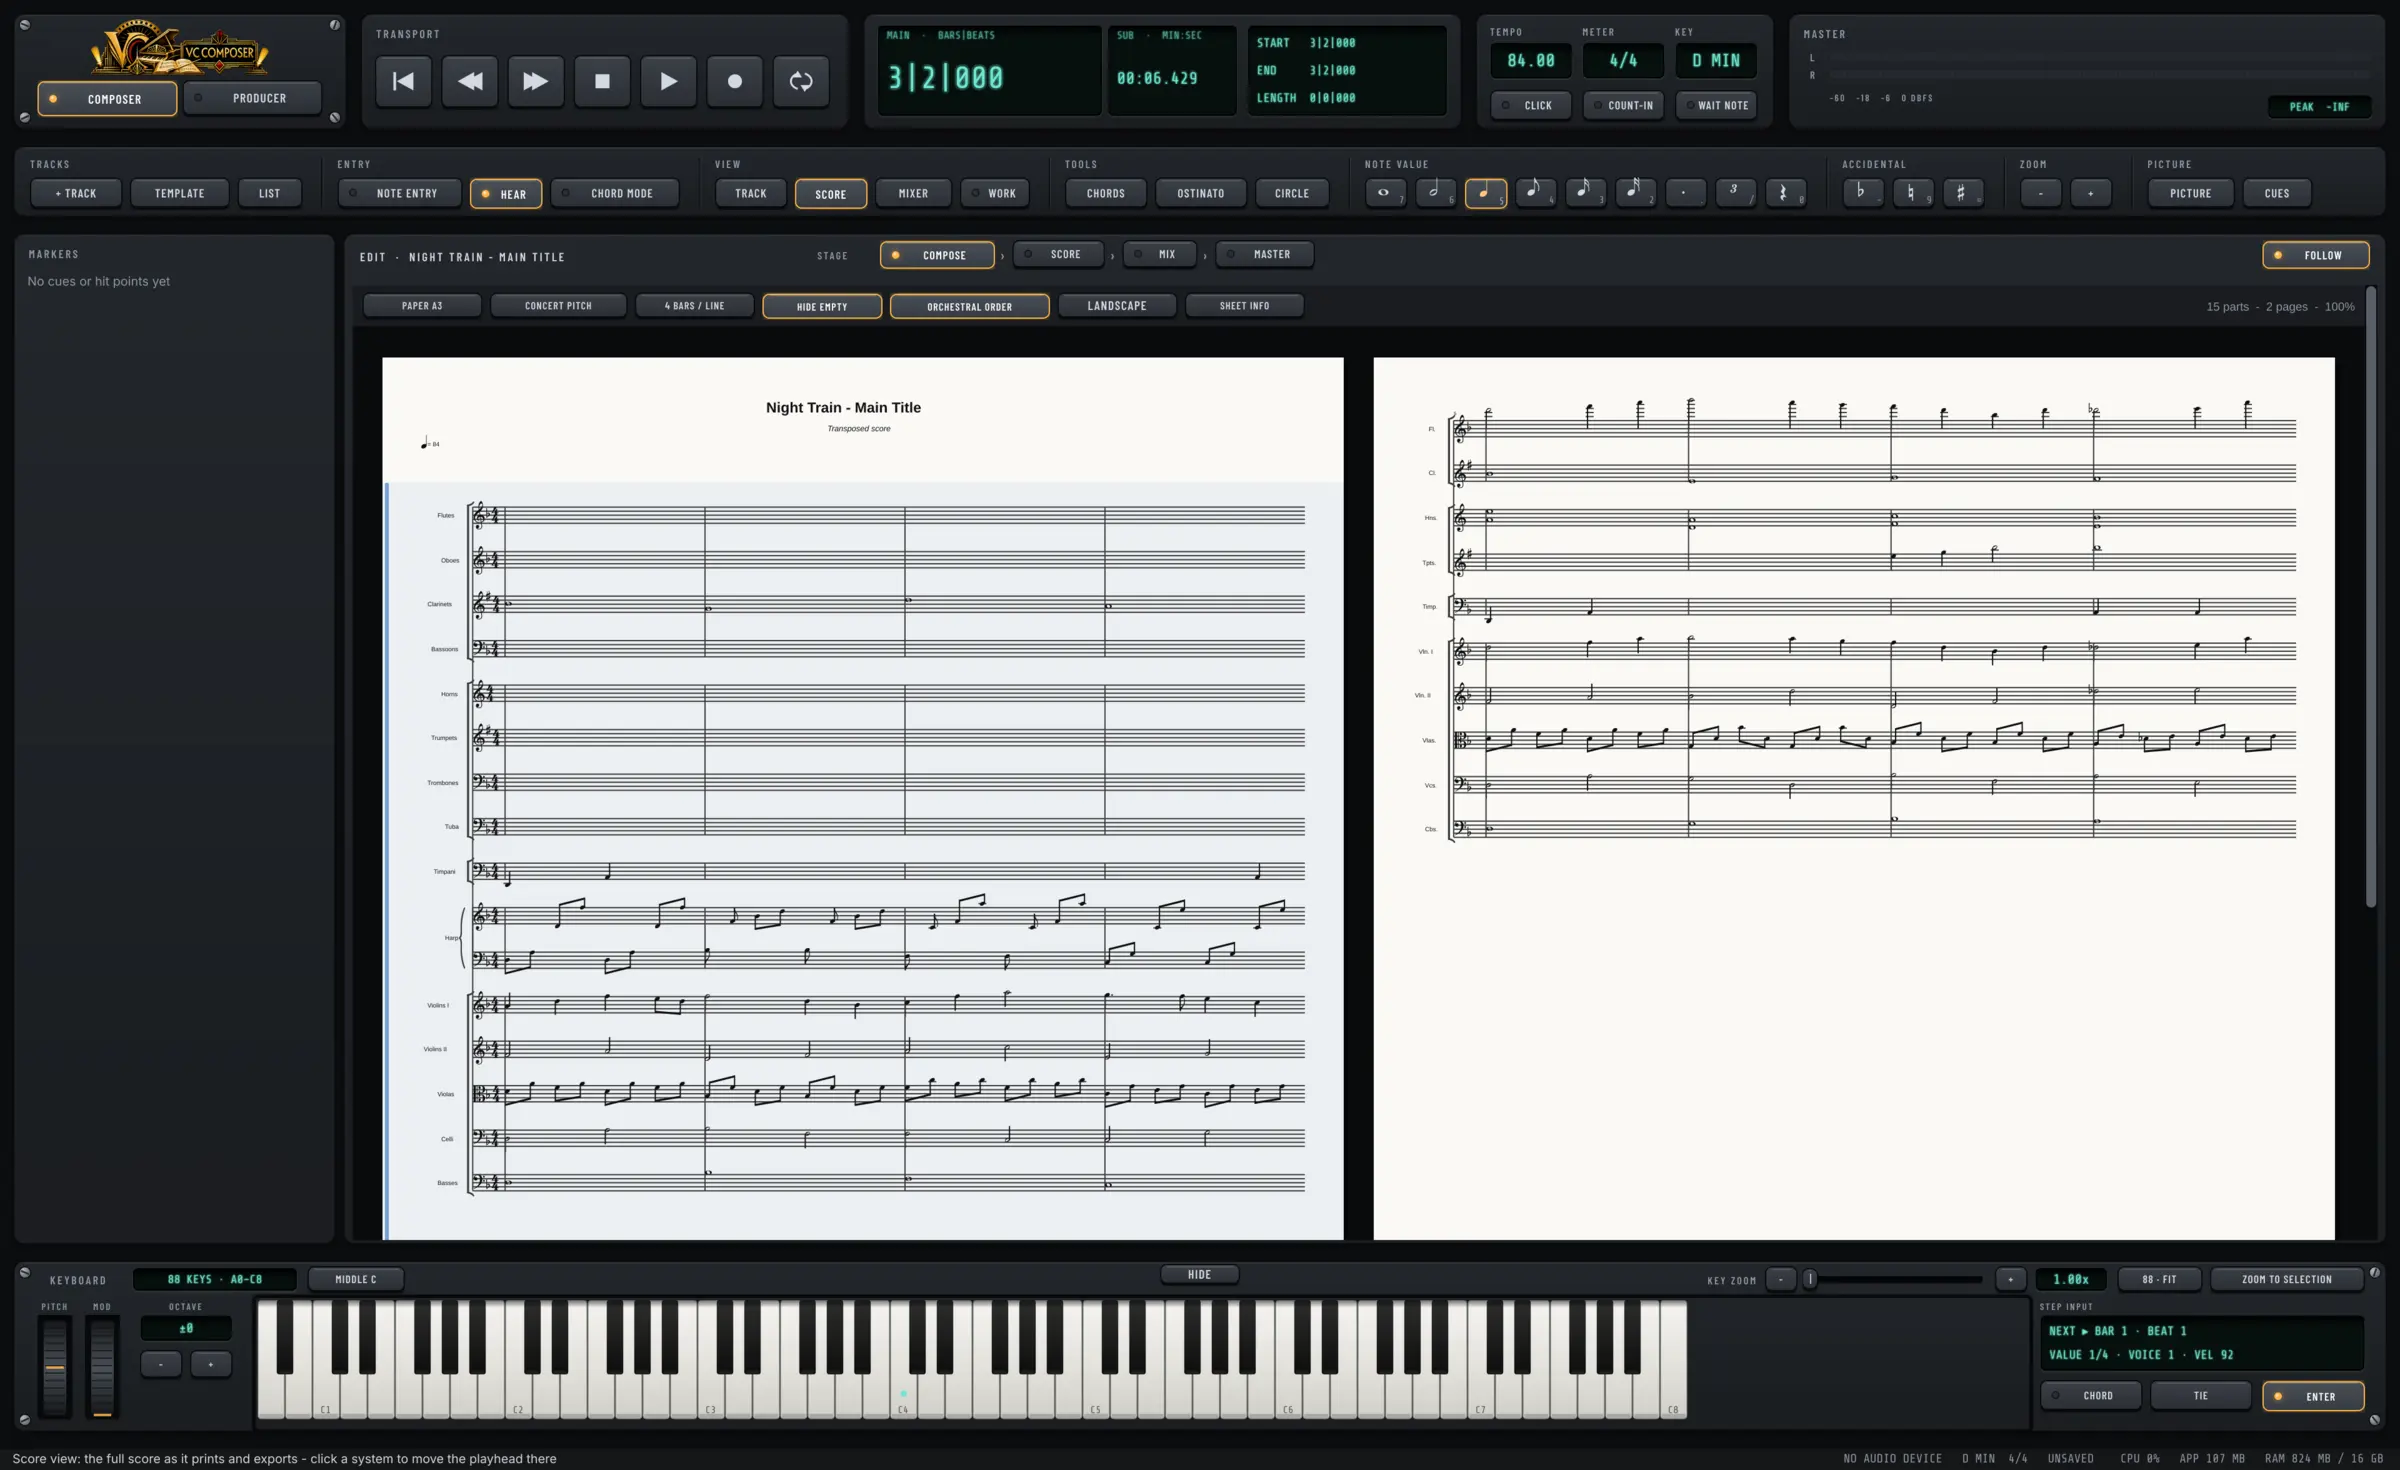 VC COMPOSER
COMPOSER
PRODUCER
TRANSPORT
MAIN · BARS|BEATS
3|2|000
SUB · MIN:SEC
00:06.429
START 3|2|000
END 3|2|000
LENGTH 0|0|000
TEMPO METER KEY
84.00 4/4 D MIN
CLICK COUNT-IN WAIT NOTE
MASTER
L
R
-60 -18 -6 0 DBFS
PEAK -INF
TRACKS
+ TRACK TEMPLATE LIST
ENTRY
NOTE ENTRY HEAR CHORD MODE
VIEW
TRACK SCORE MIXER WORK
TOOLS
CHORDS OSTINATO CIRCLE
NOTE VALUE
7 6 5 4 3 2 . 3 / 0
ACCIDENTAL
♭ - ♮ 9 ♯ =
ZOOM
- +
PICTURE
PICTURE CUES
MARKERS
No cues or hit points yet
EDIT · NIGHT TRAIN - MAIN TITLE
STAGE COMPOSE › SCORE › MIX › MASTER
FOLLOW
PAPER A3 CONCERT PITCH 4 BARS / LINE HIDE EMPTY ORCHESTRAL ORDER LANDSCAPE SHEET INFO
15 parts - 2 pages - 100%
Night Train - Main Title
Transposed score
= 84
Flutes
Oboes
Clarinets
Bassoons
Horns
Trumpets
Trombones
Tuba
Timpani
Harp
Violins I
Violins II
Violas
Celli
Basses
Fl.
Cl.
Hns.
Tpts.
Timp.
Vln. I
Vln. II
Vlas.
Vcs.
Cbs.
KEYBOARD
88 KEYS · A0-C8
MIDDLE C
HIDE
KEY ZOOM - + 1.00x 88 · FIT ZOOM TO SELECTION
PITCH MOD OCTAVE
±0
- +
C1 C2 C3 C4 C5 C6 C7 C8
STEP INPUT
NEXT ▶ BAR 1 · BEAT 1
VALUE 1/4 · VOICE 1 · VEL 92
CHORD TIE ENTER
Score view: the full score as it prints and exports - click a system to move the playhead there
NO AUDIO DEVICE D MIN 4/4 UNSAVED CPU 0% APP 107 MB RAM 824 MB / 16 GB